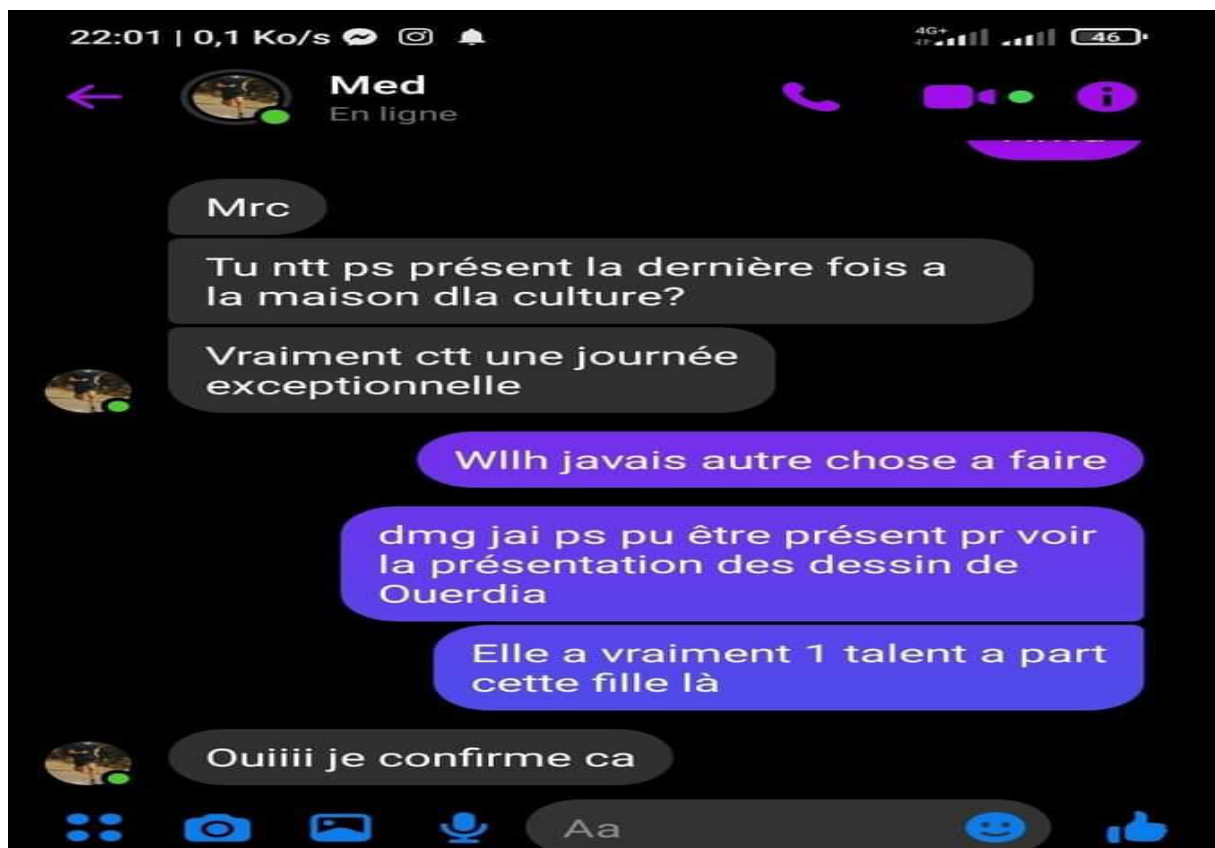 22:01 | 0,1 Ko/s
4G+
46
Med
En ligne
Mrc
Tu ntt ps présent la dernière fois a
la maison dla culture?
Vraiment ctt une journée
exceptionnelle
Wllh javais autre chose a faire
dmg jai ps pu être présent pr voir
la présentation des dessin de
Ouerdia
Elle a vraiment 1 talent a part
cette fille là
Ouiiii je confirme ca
Aa